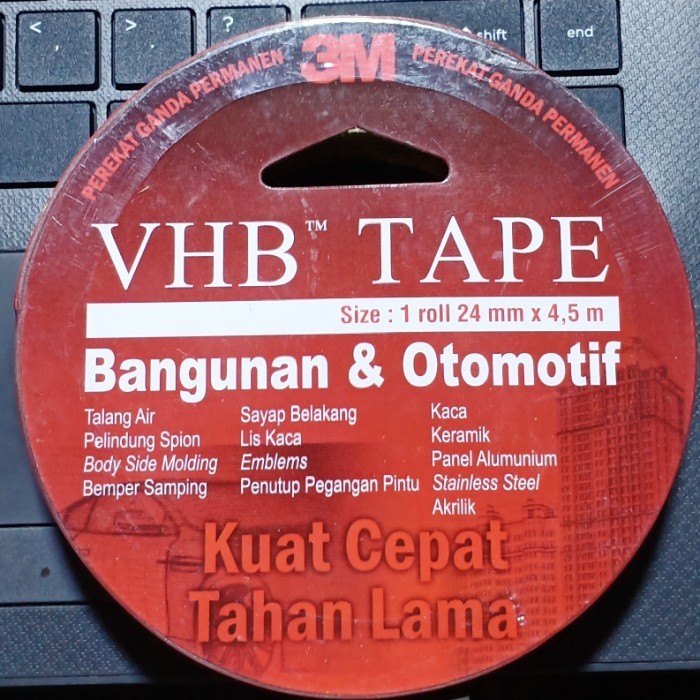 < , > . ? / shift end
3M
PEREKAT GANDA PERMANEN PEREKAT GANDA PERMANEN
VHB™ TAPE
Size : 1 roll 24 mm x 4,5 m
Bangunan & Otomotif
Talang Air
Pelindung Spion
Body Side Molding
Bemper Samping
Sayap Belakang
Lis Kaca
Emblems
Penutup Pegangan Pintu
Kaca
Keramik
Panel Alumunium
Stainless Steel
Akrilik
Kuat Cepat
Tahan Lama